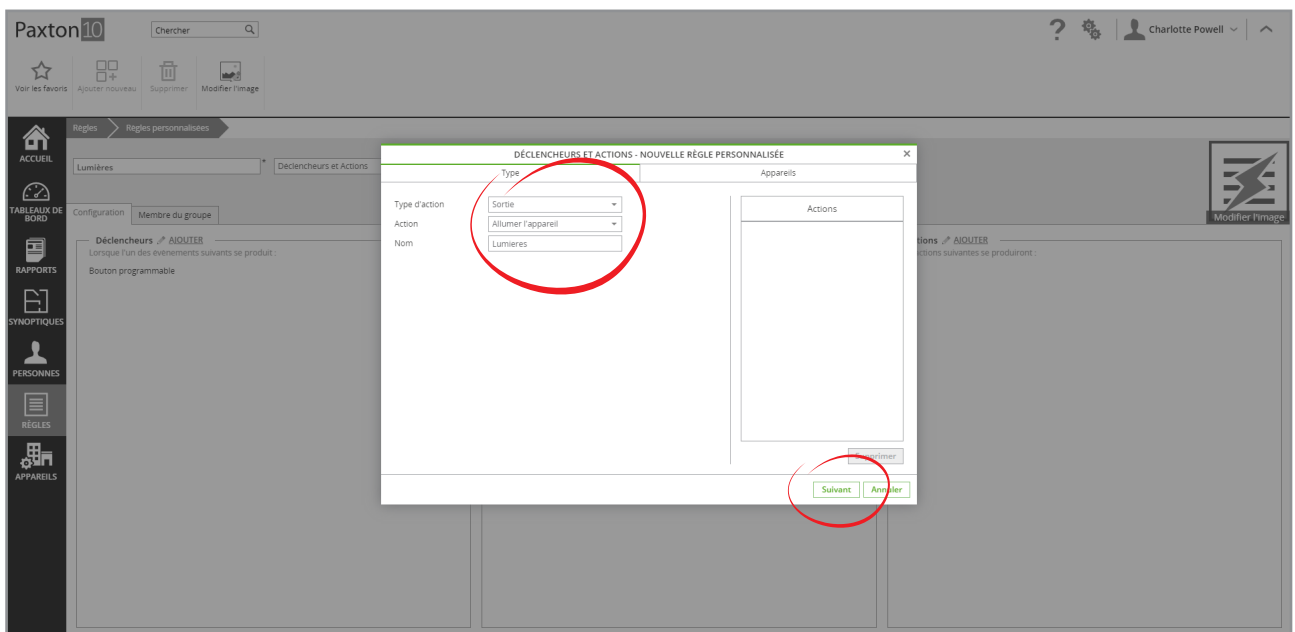 Paxton10
Chercher
Charlotte Powell
Voir les favoris
Ajouter nouveau
Supprimer
Modifier l'image
ACCUEIL
TABLEAUX DE BORD
RAPPORTS
SYNOPTIQUES
PERSONNES
RÈGLES
APPAREILS
Règles
Règles personnalisées
Lumières
*
Déclencheurs et Actions
Modifier l'image
Configuration
Membre du groupe
Déclencheurs AJOUTER
Lorsque l'un des évenements suivants se produit :
Bouton programmable
tions AJOUTER
ctions suivantes se produiront :
DÉCLENCHEURS ET ACTIONS - NOUVELLE RÈGLE PERSONNALISÉE
Type
Appareils
Type d'action
Sortie
Action
Allumer l'appareil
Nom
Lumieres
Actions
Supprimer
Suivant
Annuler